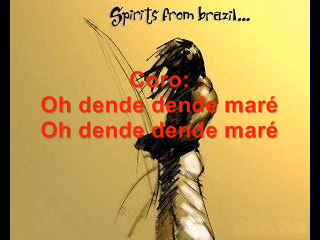 Spirits from brazil...
Coro:
Oh dende dende maré
Oh dende dende maré